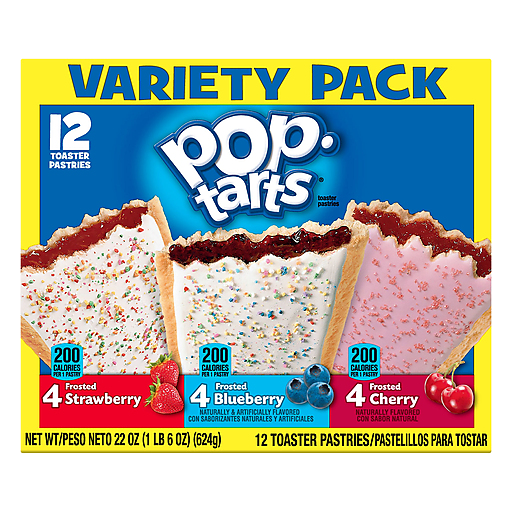 VARIETY PACK
12
TOASTER
PASTRIES
POP.
tarts®
toaster
pastries
200
CALORIES
PER 1 PASTRY
4 Frosted
Strawberry
200
CALORIES
PER 1 PASTRY
4 Frosted
Blueberry
NATURALLY & ARTIFICIALLY FLAVORED
CON SABORIZANTES NATURALES Y ARTIFICIALES
200
CALORIES
PER 1 PASTRY
4 Frosted
Cherry
NATURALLY FLAVORED
CON SABOR NATURAL
NET WT/PESO NETO 22 OZ (1 LB 6 OZ) (624g)
12 TOASTER PASTRIES/PASTELILLOS PARA TOSTAR